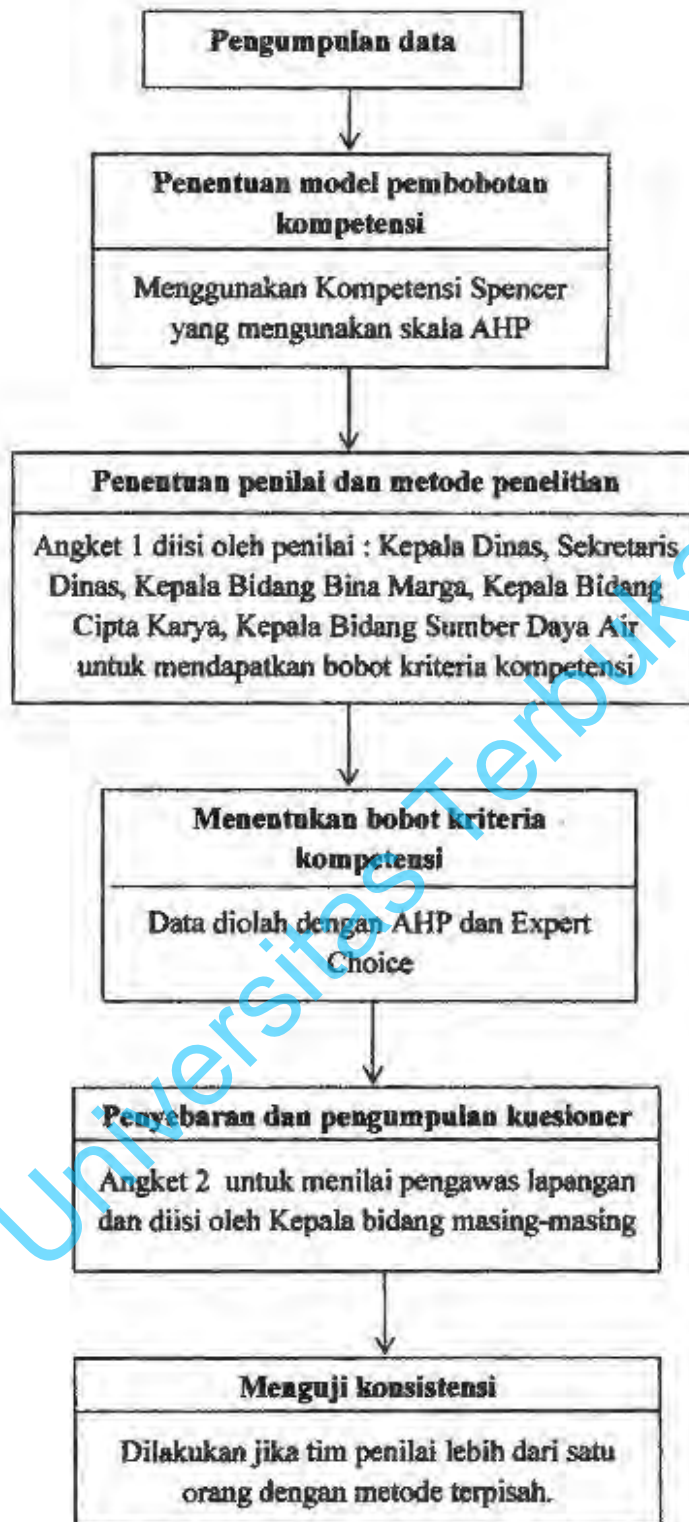 Pengumpulan data
Penentuan model pembobotan
kompetensi
Menggunakan Kompetensi Spencer
yang mengunakan skala AHP
Penentuan penilai dan metode penelitian
Angket 1 diisi oleh penilai : Kepala Dinas, Sekretaris
Dinas, Kepala Bidang Bina Marga, Kepala Bidang
Cipta Karya, Kepala Bidang Sumber Daya Air
untuk mendapatkan bobot kriteria kompetensi
Menentukan bobot kriteria
kompetensi
Data diolah dengan AHP dan Expert
Choice
Penyebaran dan pengumpulan kuesioner
Angket 2 untuk menilai pengawas lapangan
dan diisi oleh Kepala bidang masing-masing
Menguji konsistensi
Dilakukan jika tim penilai lebih dari satu
orang dengan metode terpisah.
Universitas Terbuka